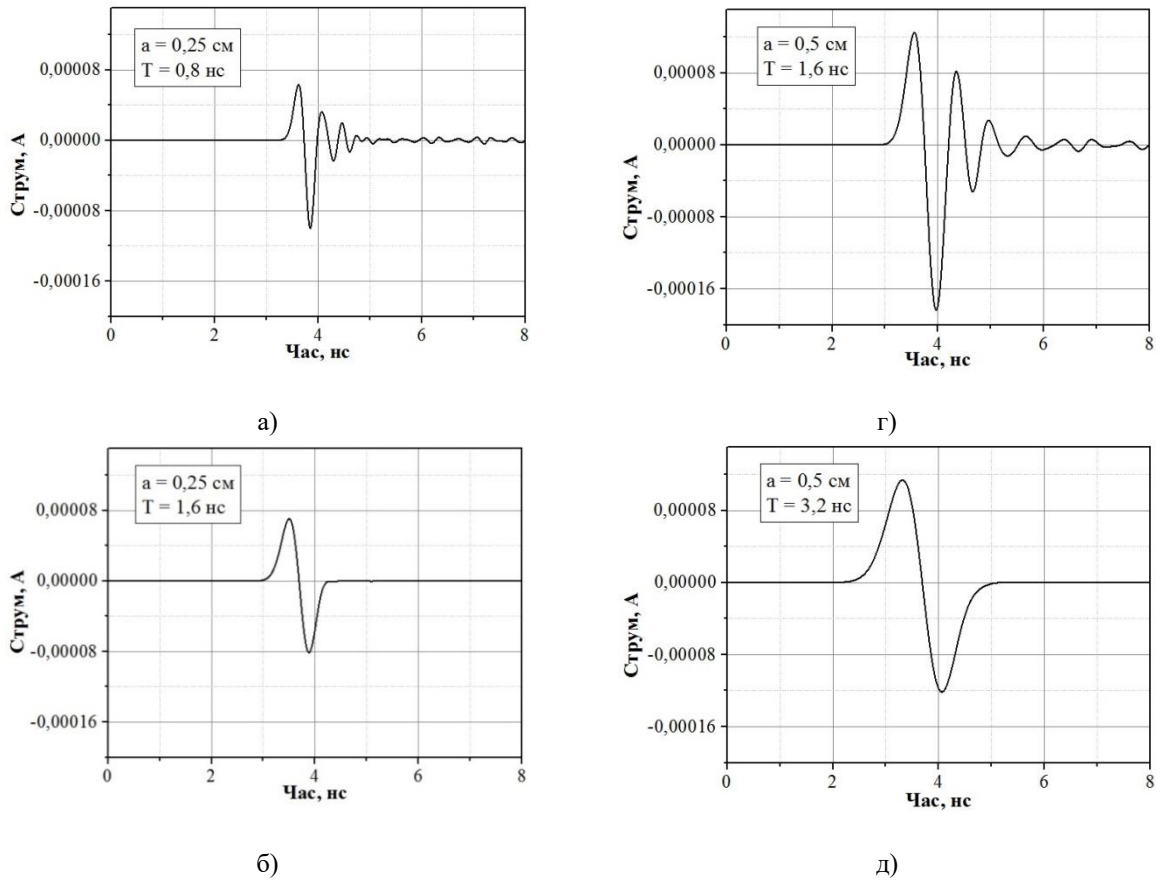 a = 0,25 см
T = 0,8 нс
0,00008
0,00000
-0,00008
-0,00016
Струм, А
0 2 4 6 8
Час, нс
а)
a = 0,5 см
T = 1,6 нс
0,00008
0,00000
-0,00008
-0,00016
Струм, А
0 2 4 6 8
Час, нс
г)
a = 0,25 см
T = 1,6 нс
0,00008
0,00000
-0,00008
-0,00016
Струм, А
0 2 4 6 8
Час, нс
б)
a = 0,5 см
T = 3,2 нс
0,00008
0,00000
-0,00008
-0,00016
Струм, А
0 2 4 6 8
Час, нс
д)